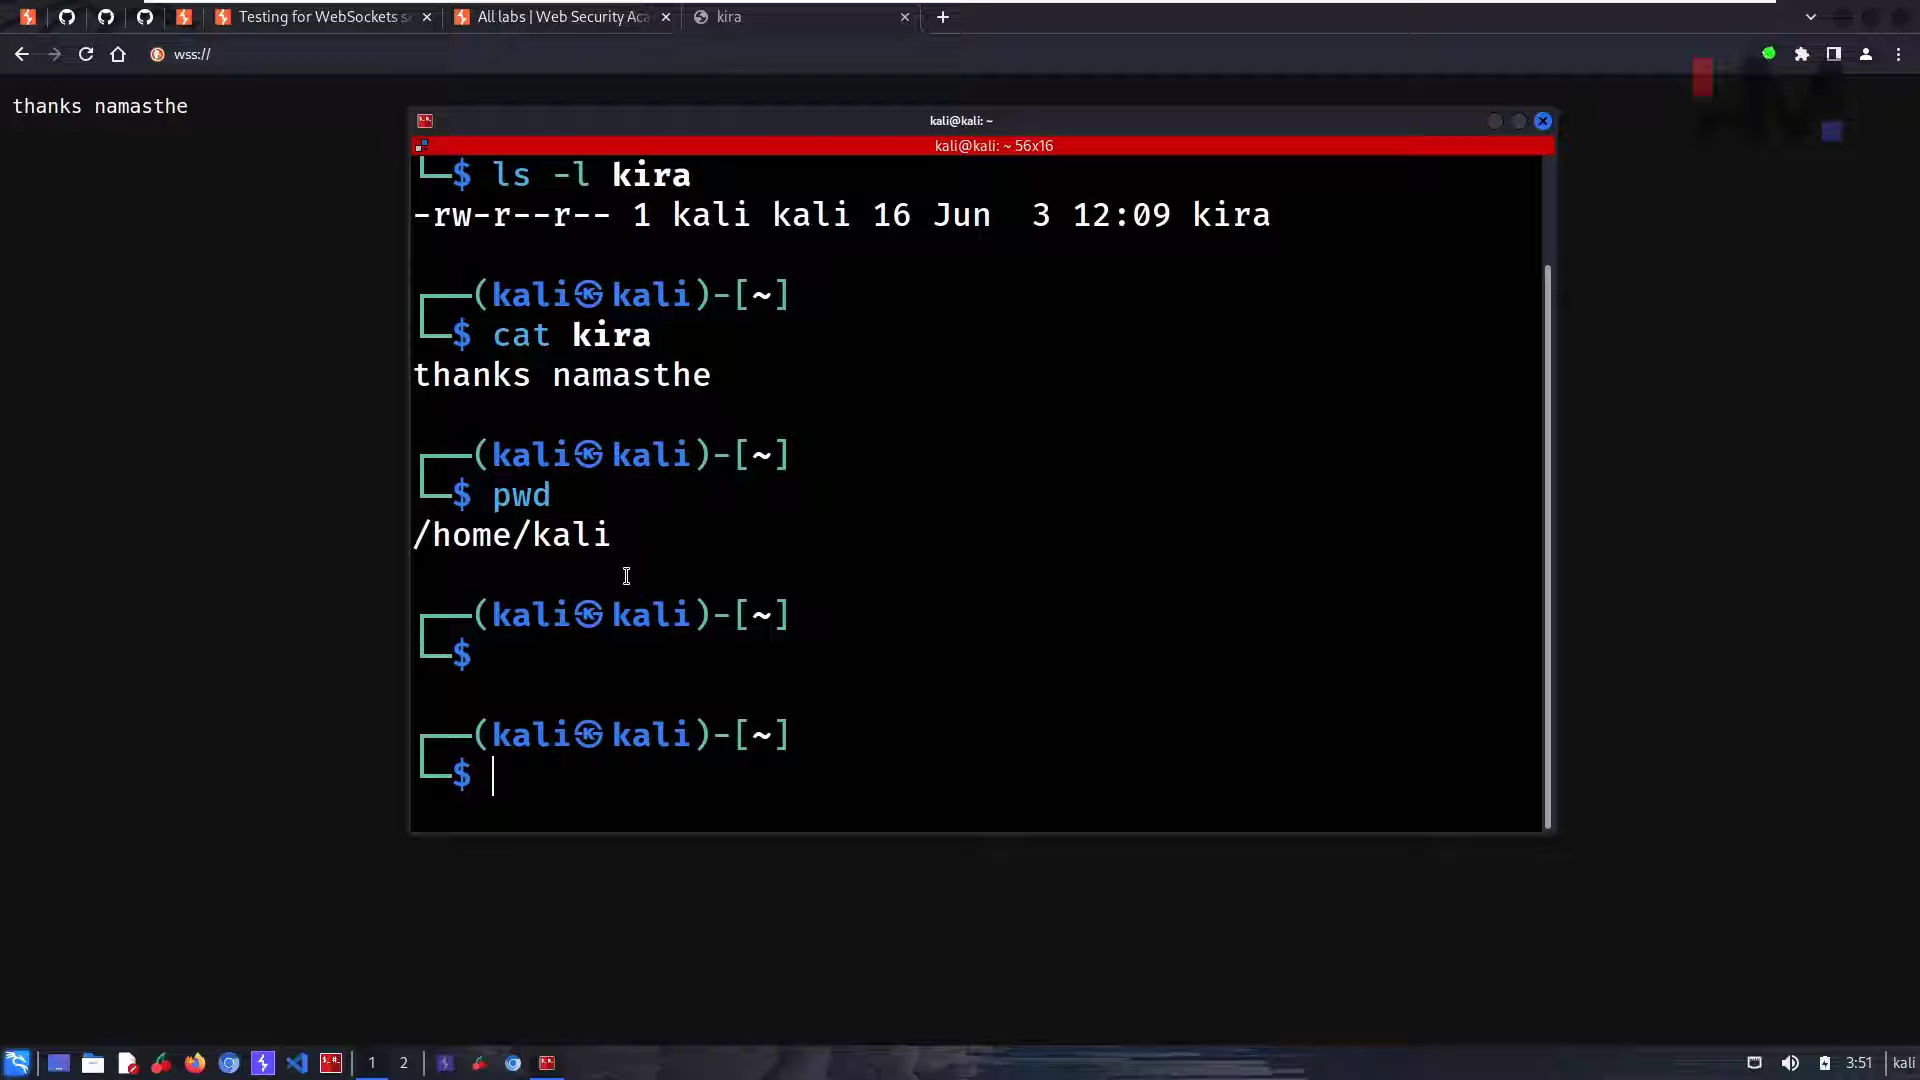 Testing for WebSockets s
All labs | Web Security Aca
kira
wss://
thanks namasthe
kali@kali: ~
kali@kali: ~ 56x16
└─$ ls -l kira
-rw-r--r-- 1 kali kali 16 Jun  3 12:09 kira
┌──(kali㉿kali)-[~]
└─$ cat kira
thanks namasthe
┌──(kali㉿kali)-[~]
└─$ pwd
/home/kali
┌──(kali㉿kali)-[~]
└─$
┌──(kali㉿kali)-[~]
└─$
1 2
3:51
kali